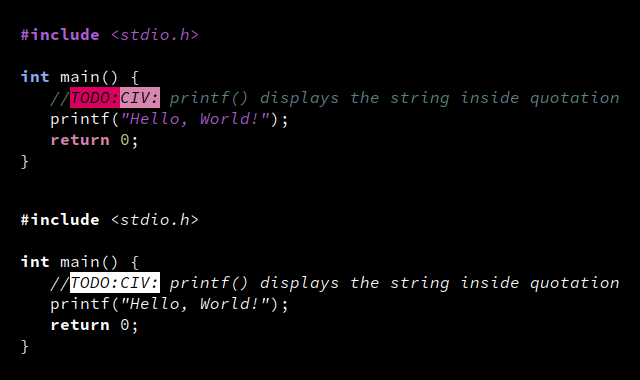 #include <stdio.h>
int main() {
//TODO:CIV: printf() displays the string inside quotation
printf("Hello, World!");
return 0;
}
#include <stdio.h>
int main() {
//TODO:CIV: printf() displays the string inside quotation
printf("Hello, World!");
return 0;
}